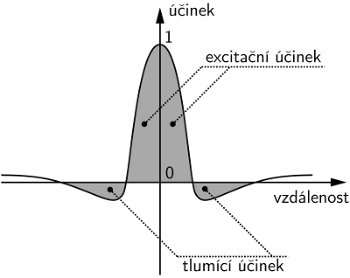 účinek
1
excitační účinek
0
vzdálenost
tlumící účinek